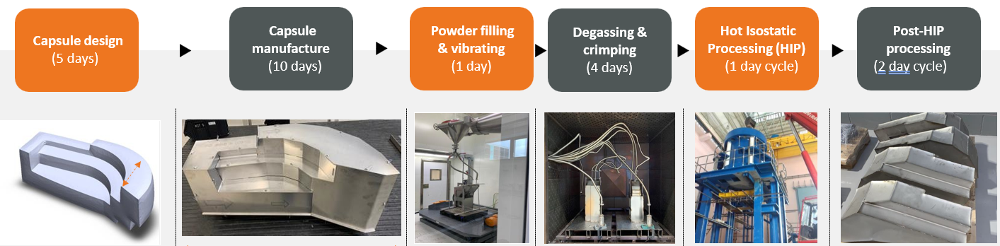 Capsule design
(5 days)
Capsule
manufacture
(10 days)
Powder filling
& vibrating
(1 day)
Degassing &
crimping
(4 days)
Hot Isostatic
Processing (HIP)
(1 day cycle)
Post-HIP
processing
(2 day cycle)